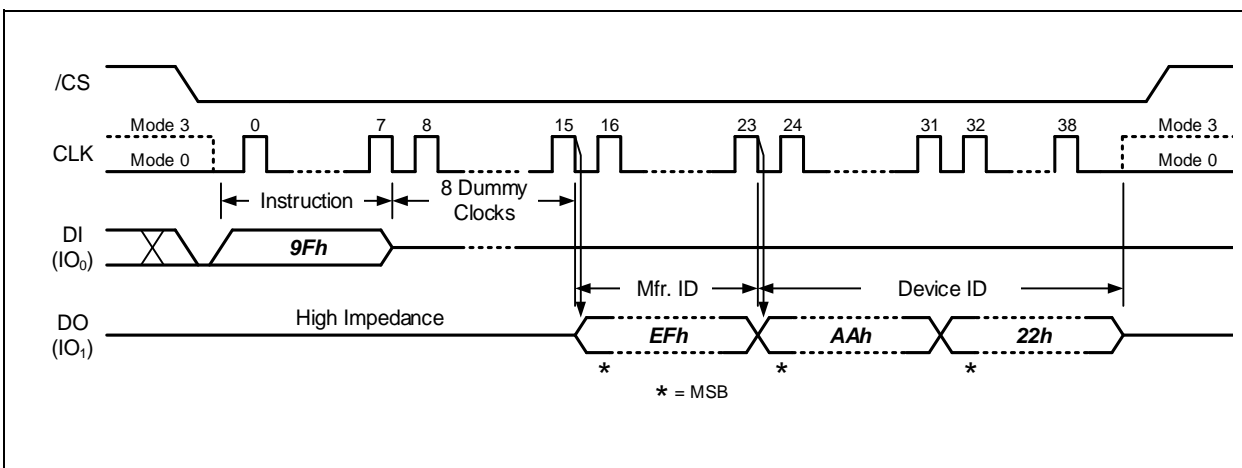 /CS
Mode 3 0 7 8 15 16 23 24 31 32 38 Mode 3
CLK
Mode 0 Mode 0
Instruction 8 Dummy
Clocks
DI
(IO0)
9Fh
Mfr. ID Device ID
High Impedance
DO
(IO1)
EFh AAh 22h
* * *
* = MSB